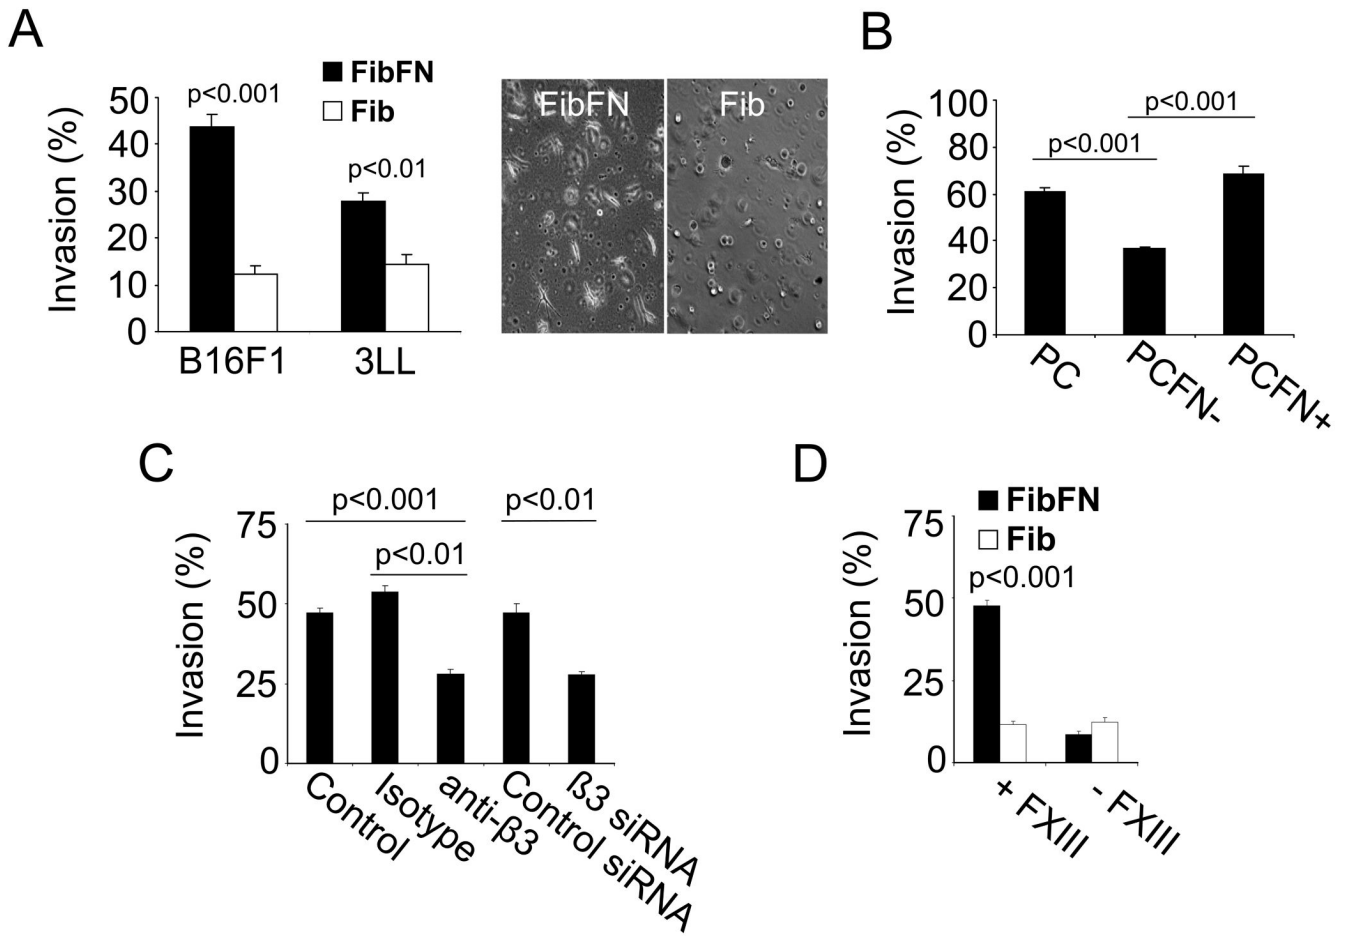 A
FibFN
Fib
p<0.001
p<0.01
Invasion (%)
50
40
30
20
10
0
B16F1
3LL
FibFN
Fib
B
p<0.001
p<0.001
Invasion (%)
100
80
60
40
20
0
PC
PCFN-
PCFN+
C
p<0.001
p<0.01
p<0.01
Invasion (%)
75
50
25
0
Control
Isotype
anti-β3
Control siRNA
ß3 siRNA
D
FibFN
Fib
p<0.001
Invasion (%)
75
50
25
0
+ FXIII
- FXIII